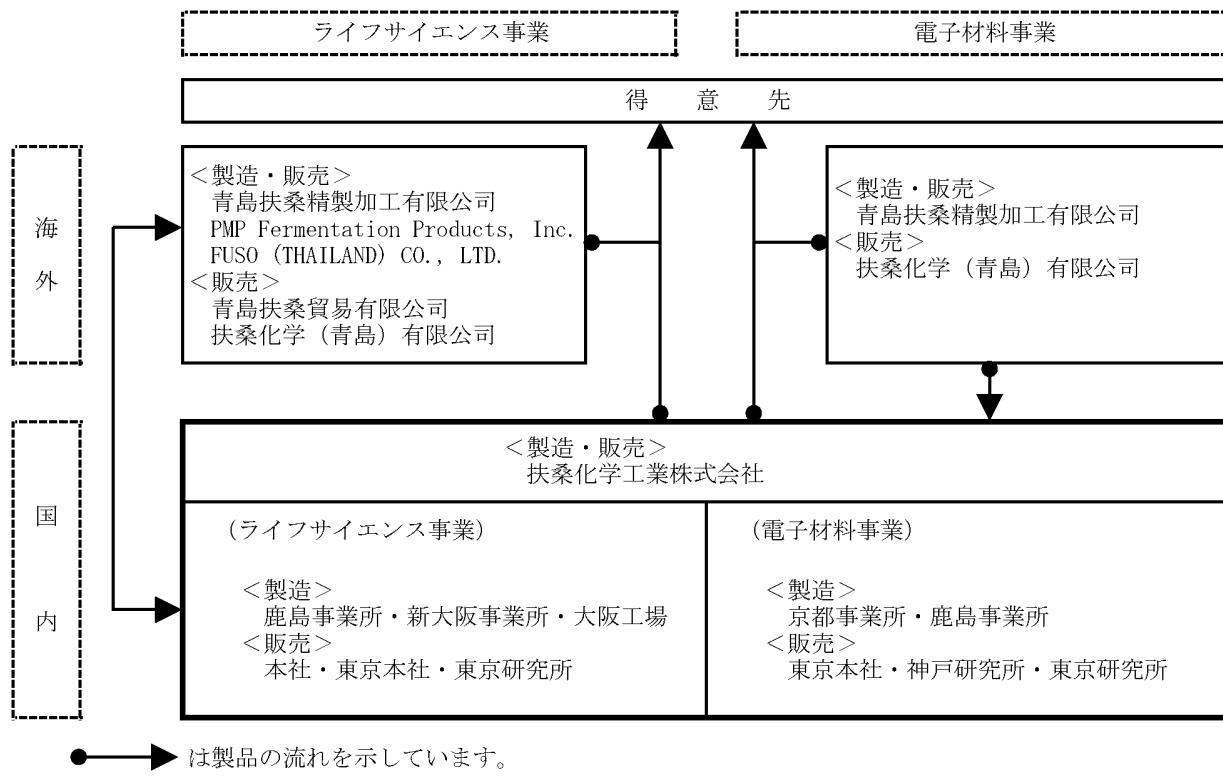 ライフサイエンス事業
電子材料事業
得意先
海外
＜製造・販売＞
青島扶桑精製加工有限公司
PMP Fermentation Products, Inc.
FUSO (THAILAND) CO., LTD.
＜販売＞
青島扶桑貿易有限公司
扶桑化学（青島）有限公司
＜製造・販売＞
青島扶桑精製加工有限公司
＜販売＞
扶桑化学（青島）有限公司
国内
＜製造・販売＞
扶桑化学工業株式会社
（ライフサイエンス事業）
＜製造＞
鹿島事業所・新大阪事業所・大阪工場
＜販売＞
本社・東京本社・東京研究所
（電子材料事業）
＜製造＞
京都事業所・鹿島事業所
＜販売＞
東京本社・神戸研究所・東京研究所
は製品の流れを示しています。